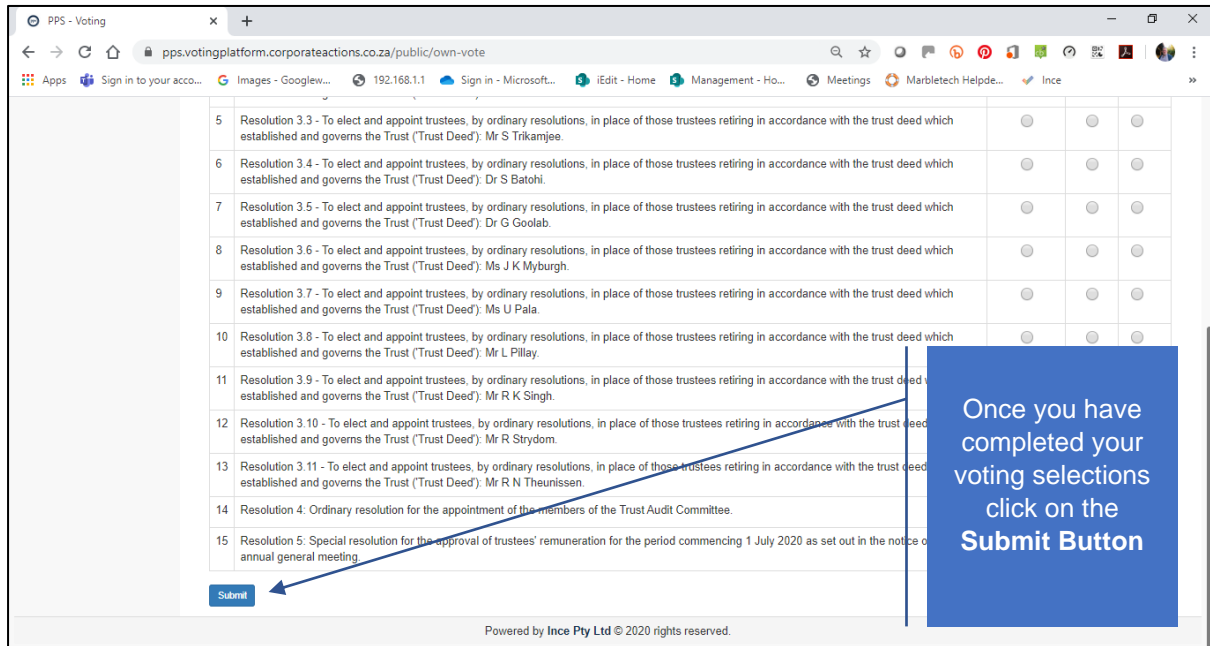 PPS - Voting
pps.votingplatform.corporateactions.co.za/public/own-vote
Apps Sign in to your acco... Images - Googlew... 192.168.1.1 Sign in - Microsoft... iEdit - Home Management - Ho... Meetings Marbletech Helpde... Ince »
5 Resolution 3.3 - To elect and appoint trustees, by ordinary resolutions, in place of those trustees retiring in accordance with the trust deed which
established and governs the Trust ('Trust Deed'): Mr S Trikamjee.
6 Resolution 3.4 - To elect and appoint trustees, by ordinary resolutions, in place of those trustees retiring in accordance with the trust deed which
established and governs the Trust ('Trust Deed'): Dr S Batohi.
7 Resolution 3.5 - To elect and appoint trustees, by ordinary resolutions, in place of those trustees retiring in accordance with the trust deed which
established and governs the Trust ('Trust Deed'): Dr G Goolab.
8 Resolution 3.6 - To elect and appoint trustees, by ordinary resolutions, in place of those trustees retiring in accordance with the trust deed which
established and governs the Trust ('Trust Deed'): Ms J K Myburgh.
9 Resolution 3.7 - To elect and appoint trustees, by ordinary resolutions, in place of those trustees retiring in accordance with the trust deed which
established and governs the Trust ('Trust Deed'): Ms U Pala.
10 Resolution 3.8 - To elect and appoint trustees, by ordinary resolutions, in place of those trustees retiring in accordance with the trust deed which
established and governs the Trust ('Trust Deed'): Mr L Pillay.
11 Resolution 3.9 - To elect and appoint trustees, by ordinary resolutions, in place of those trustees retiring in accordance with the trust deed
established and governs the Trust ('Trust Deed'): Mr R K Singh.
12 Resolution 3.10 - To elect and appoint trustees, by ordinary resolutions, in place of those trustees retiring in accordance with the trust deed
established and governs the Trust ('Trust Deed'): Mr R Strydom.
13 Resolution 3.11 - To elect and appoint trustees, by ordinary resolutions, in place of those trustees retiring in accordance with the trust deed
established and governs the Trust ('Trust Deed'): Mr R N Theunissen.
14 Resolution 4: Ordinary resolution for the appointment of the members of the Trust Audit Committee.
15 Resolution 5: Special resolution for the approval of trustees' remuneration for the period commencing 1 July 2020 as set out in the notice
annual general meeting.
Submit
Once you have
completed your
voting selections
click on the
Submit Button
Powered by Ince Pty Ltd © 2020 rights reserved.